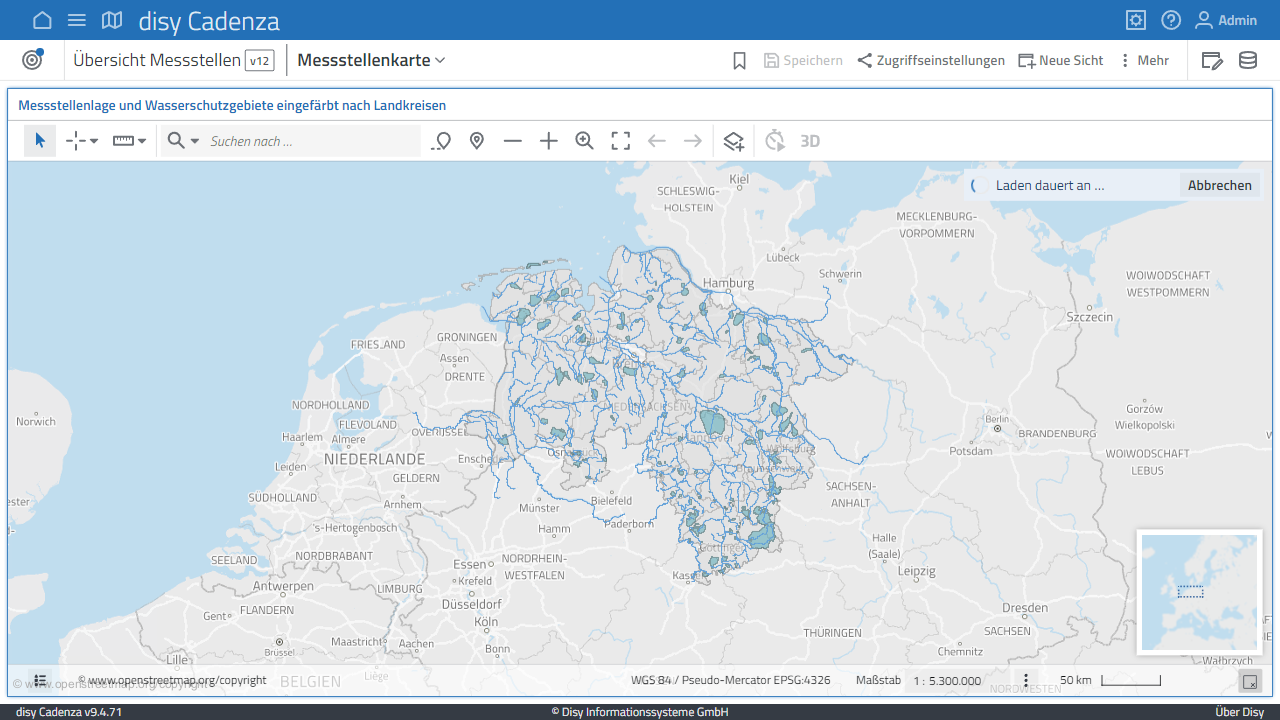 disy Cadenza
Admin
Übersicht Messstellen v12
Messstellenkarte
Speichern
Zugriffseinstellungen
Neue Sicht
Mehr
Messstellenlage und Wasserschutzgebiete eingefärbt nach Landkreisen
Suchen nach ...
3D
Laden dauert an ...
Abbrechen
Kiel
SCHLESWIG-
HOLSTEIN
MECKLENBURG-
VORPOMMERN
Lübeck
Schwerin
Hamburg
WOIWODSCHAFT
WESTPOMMERN
Szczecin
GRONINGEN
FRIESLAND
Assen
DRENTE
NORDHOLLAND
FLEVOLAND
OVERIJSSEL
Norwich
Haarlem
Almere
NIEDERLANDE
Enschede
Leiden
GELDERN
SÜDHOLLAND
Arnhem
's-Hertogenbosch
Gorzów
Wielkopolski
Berlin
BRANDENBURG
Potsdam
WOIWODSCHAFT
LEBUS
SACHSEN-
ANHALT
Münster
Bielefeld
Hamm
Paderborn
NORDBRABANT
SEELAND
NORDRHEIN-
WESTFALEN
Essen
Krefeld
LIMBURG
Antwerpen
Düsseldorf
Gent
FLANDERN
Köln
Göttingen
Halle
(Saale)
Leipzig
Dresden
SACHSEN
THÜRINGEN
Chemnitz
Maastricht
Aachen
Brüssel
Bonn
Lille
BELGIEN
Liège
Wałbrzych
NORDWESTEN
© www.openstreetmap.org/copyright
© www.openstreetmap.org/copyright
WGS 84 / Pseudo-Mercator EPSG:4326
Maßstab
1 : 5.300.000
50 km
disy Cadenza v9.4.71
© Disy Informationssysteme GmbH
Über Disy